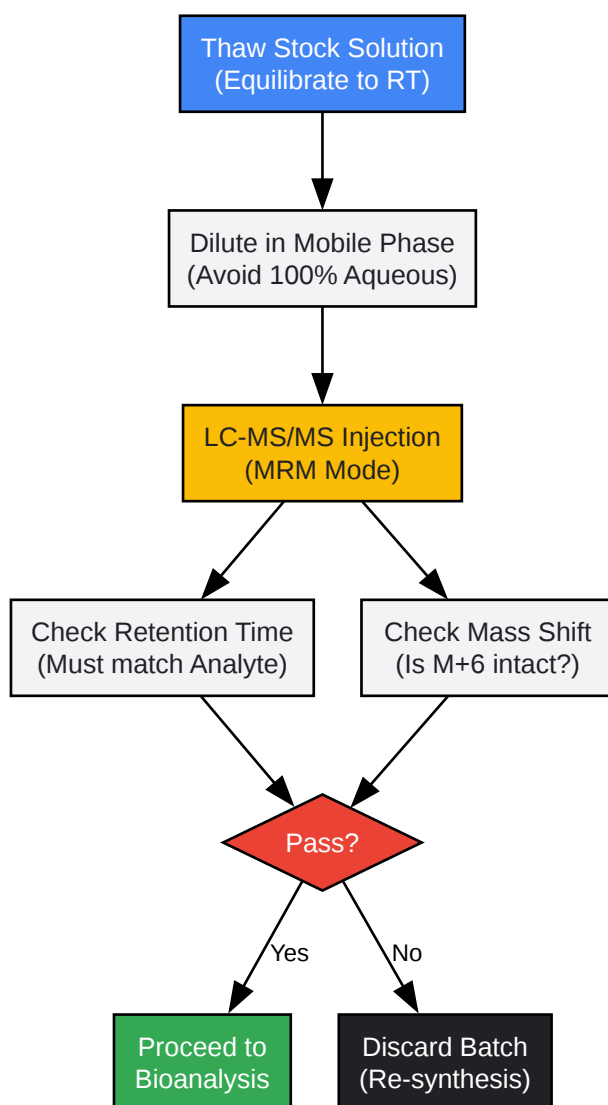 Thaw Stock Solution
(Equilibrate to RT)
Dilute in Mobile Phase
(Avoid 100% Aqueous)
LC-MS/MS Injection
(MRM Mode)
Check Retention Time
(Must match Analyte)
Check Mass Shift
(Is M+6 intact?)
Pass?
Yes
No
Proceed to
Bioanalysis
Discard Batch
(Re-synthesis)